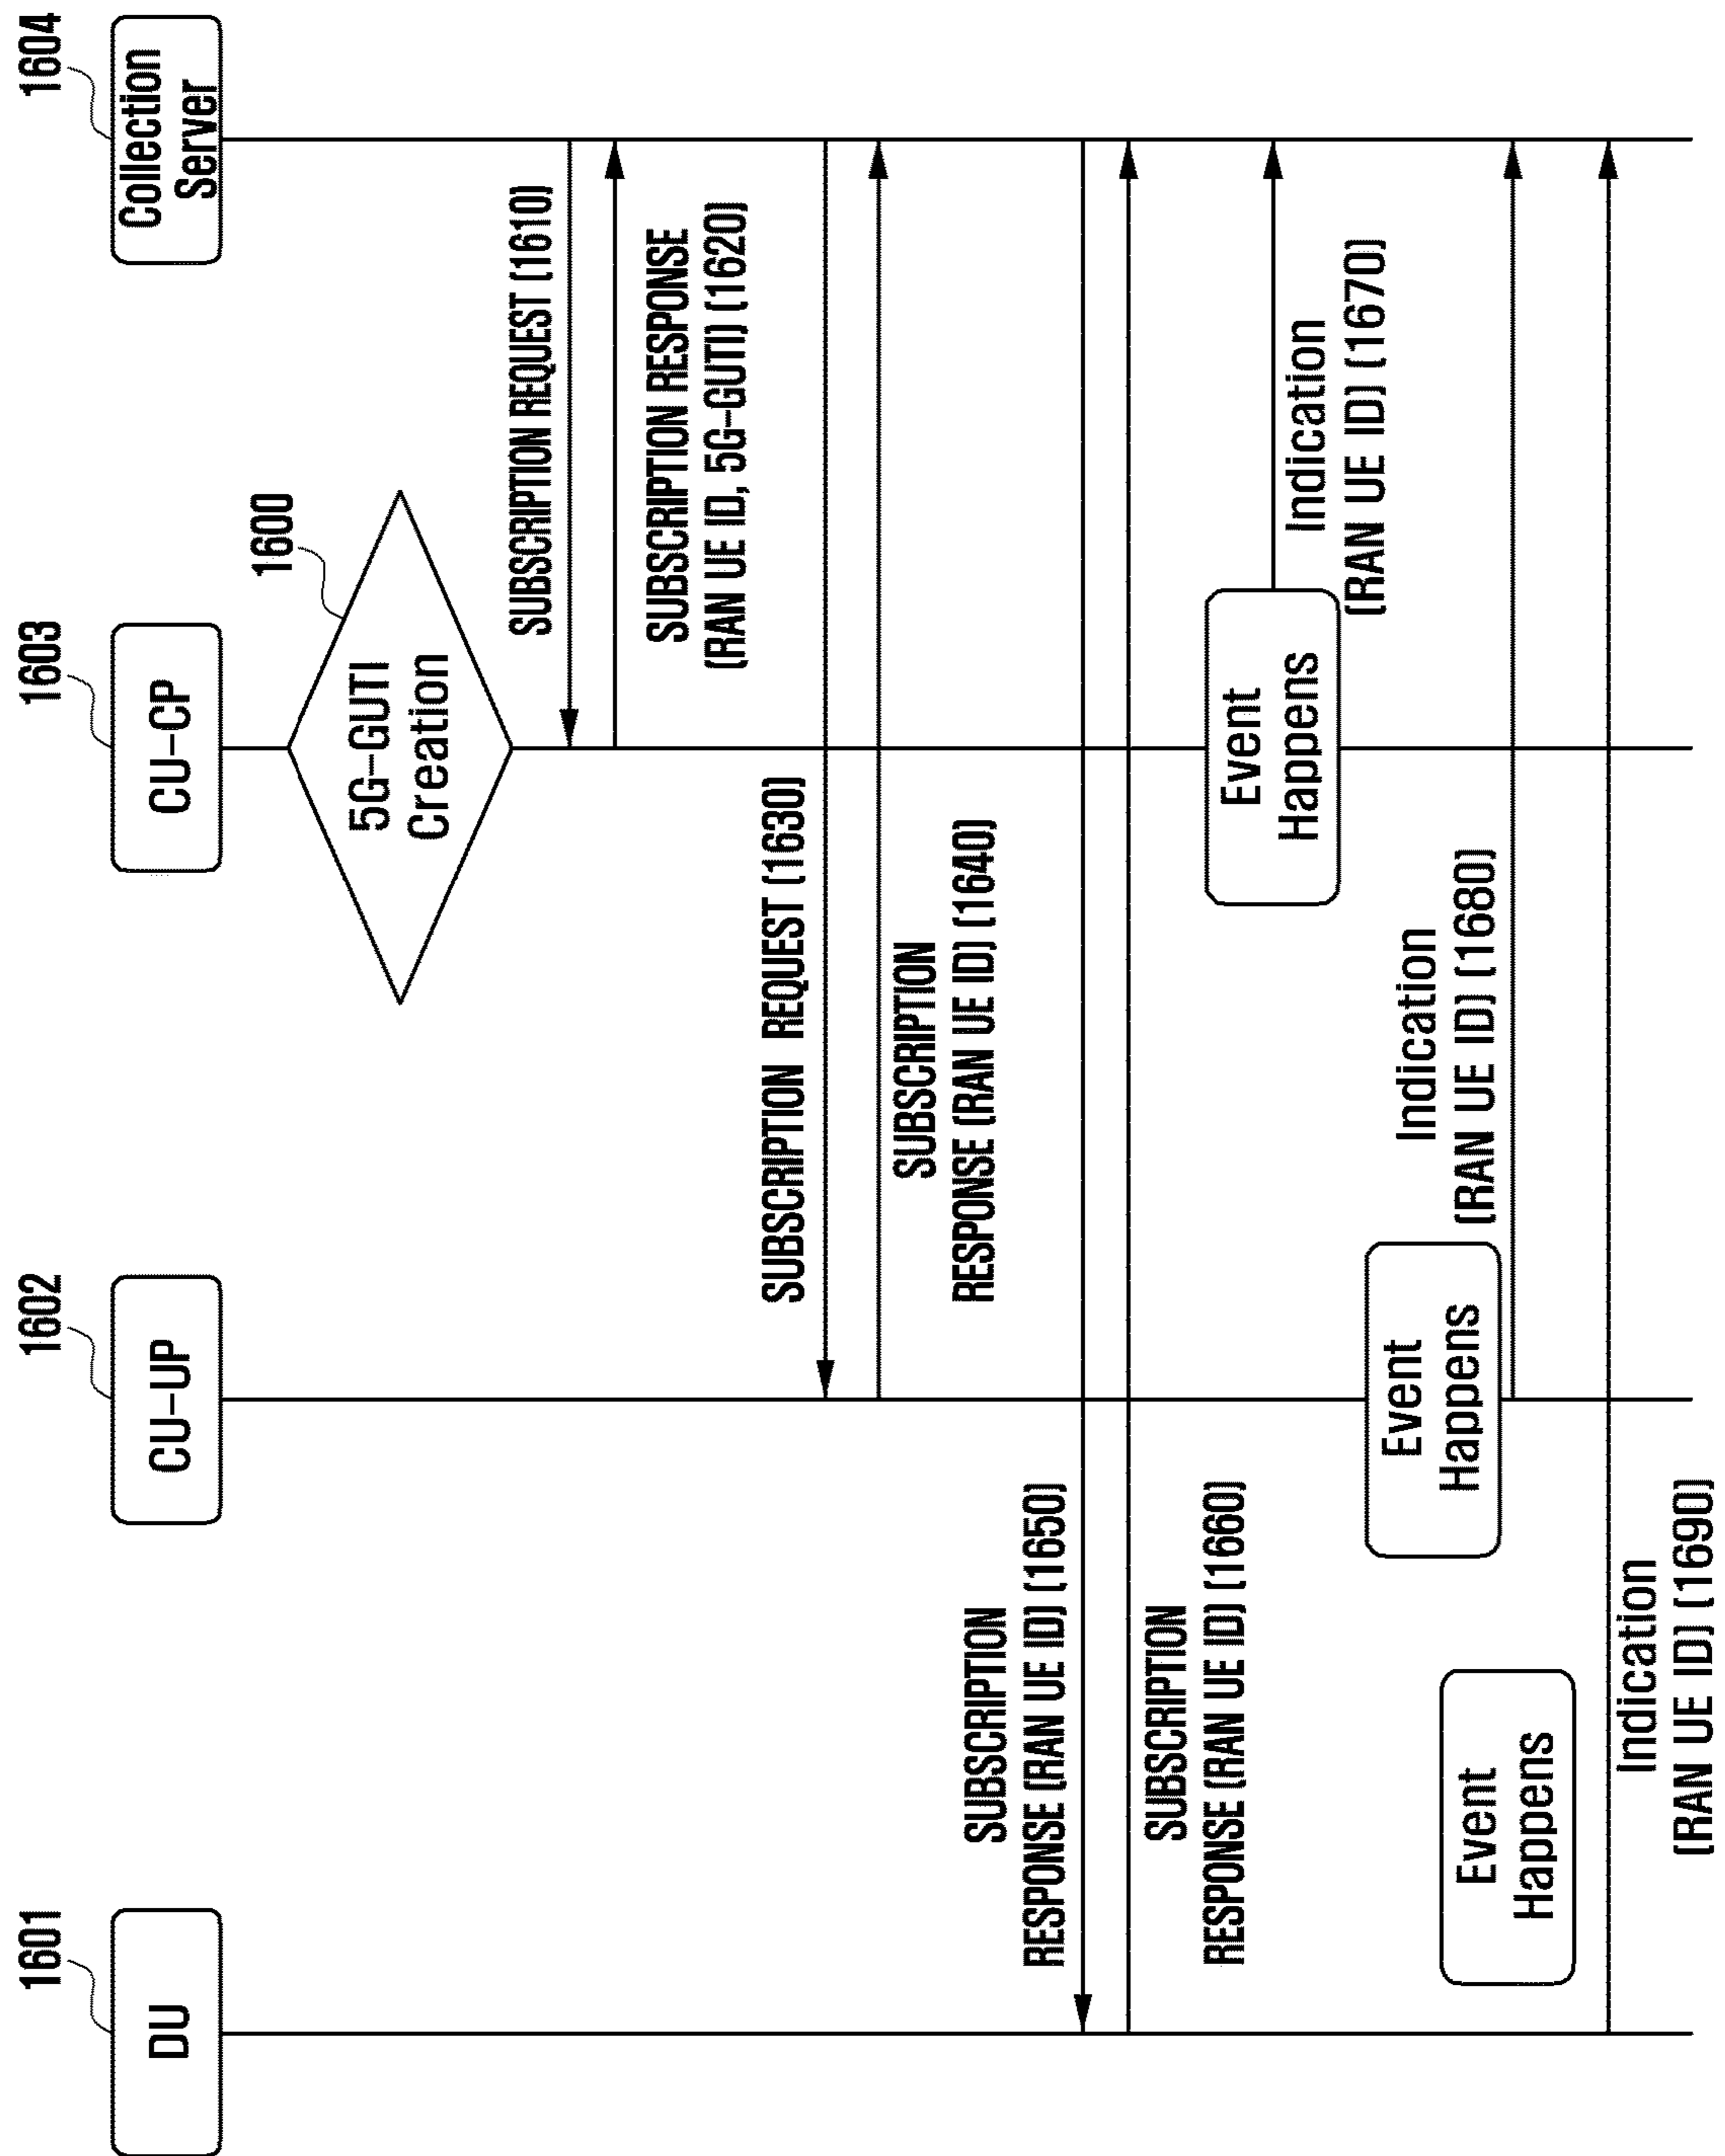 1601
DU
1602
CU-UP
1603
CU-CP
1604
Collection
Server
1600
5G-GUTI
Creation
SUBSCRIPTION REQUEST (1610)
SUBSCRIPTION RESPONSE
(RAN UE ID, 5G-GUTI) (1620)
SUBSCRIPTION REQUEST (1630)
SUBSCRIPTION
RESPONSE (RAN UE ID) (1640)
SUBSCRIPTION
RESPONSE (RAN UE ID) (1650)
SUBSCRIPTION
RESPONSE (RAN UE ID) (1660)
Event
Happens
Indication
(RAN UE ID) (1670)
Event
Happens
Indication
(RAN UE ID) (1680)
Event
Happens
Indication
(RAN UE ID) (1690)